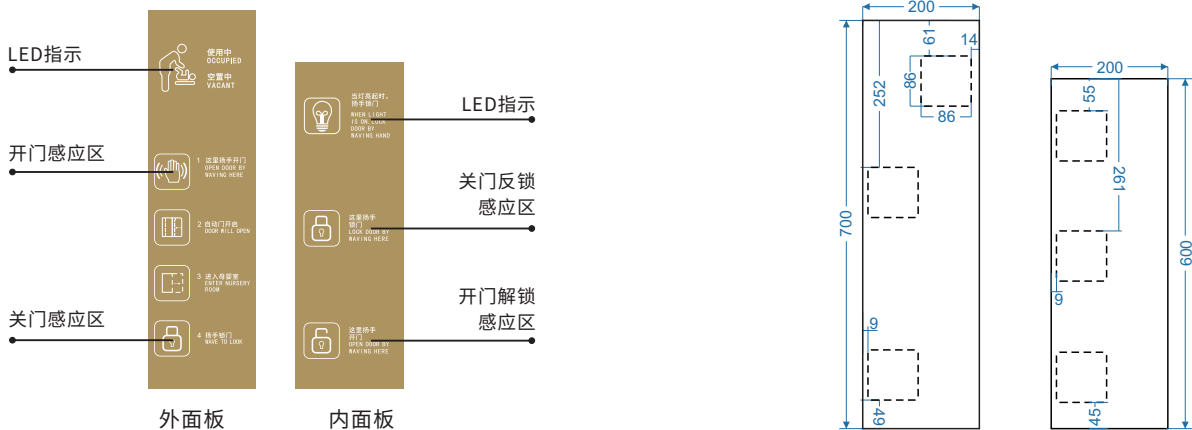 LED指示
开门感应区
关门感应区
使用中
OCCUPIED
空置中
VACANT
1 这里扬手开门
OPEN DOOR BY
WAVING HERE
2 自动门开启
DOOR WILL OPEN
3 进入母婴室
ENTER NURSERY
ROOM
4 扬手锁门
WAVE TO LOOK
外面板
当灯亮起时,
扬手锁门
WHEN LIGHT
IS ON, LOCK
DOOR BY
WAVING HAND
这里扬手
锁门
LOCK DOOR BY
WAVING HERE
这里扬手
开门
OPEN DOOR BY
WAVING HERE
内面板
LED指示
关门反锁
感应区
开门解锁
感应区
200
61
14
86
86
252
700
9
49
200
55
261
600
9
45